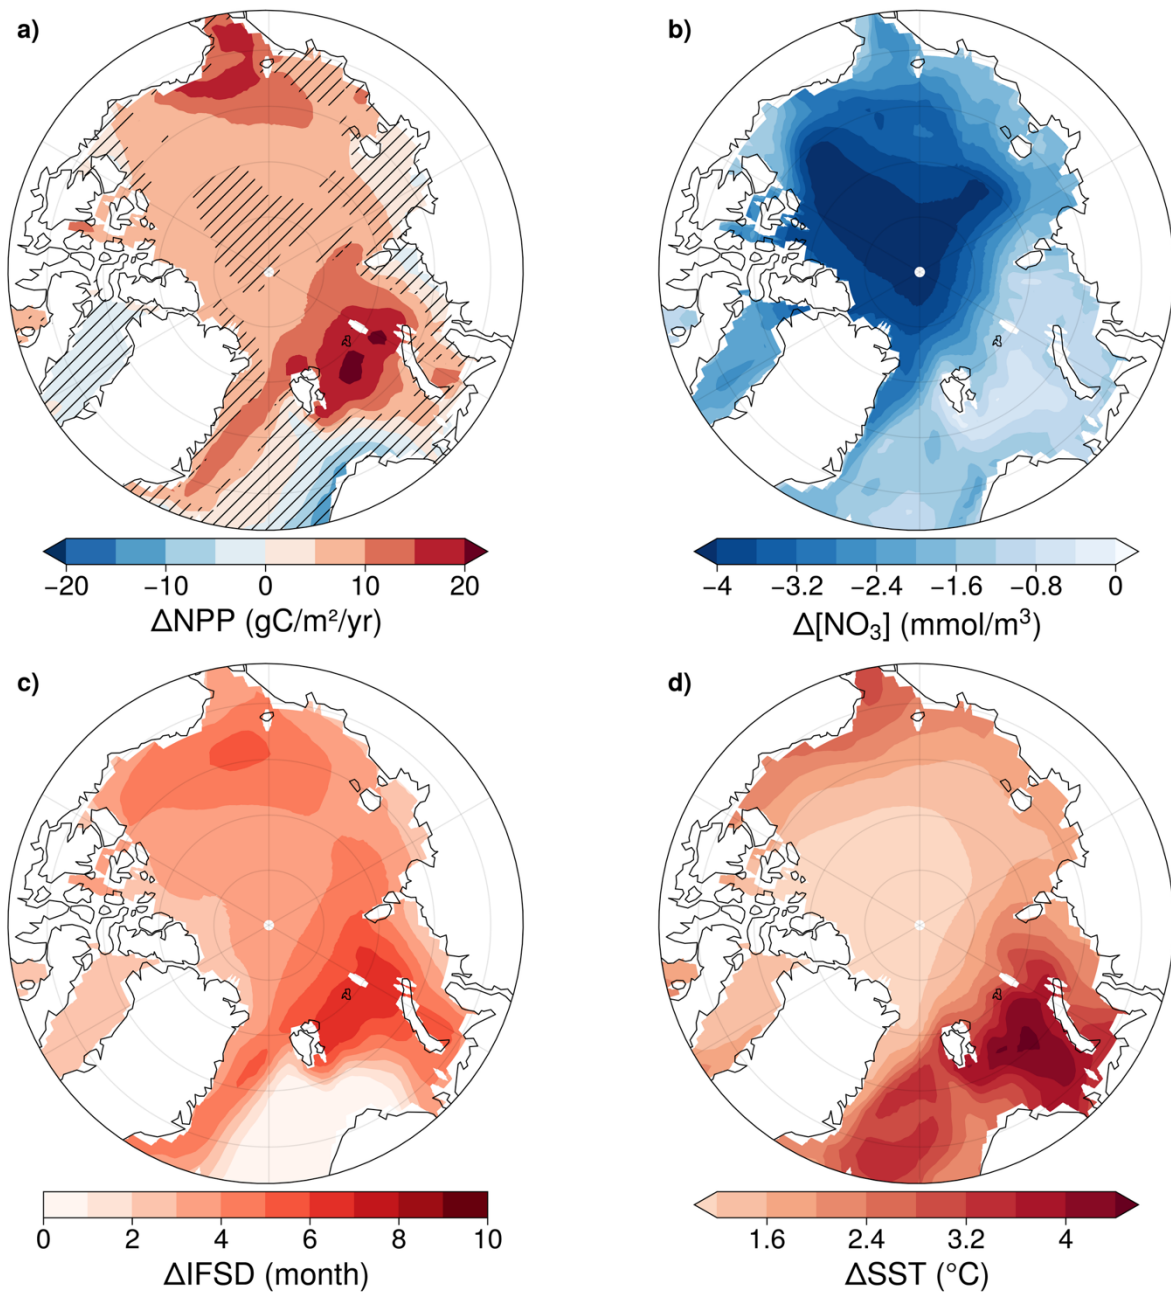 a)
b)
−20 −10 0 10 20
ΔNPP (gC/m²/yr)
−4 −3.2 −2.4 −1.6 −0.8 0
Δ[NO₃] (mmol/m³)
c)
d)
0 2 4 6 8 10
ΔIFSD (month)
1.6 2.4 3.2 4
ΔSST (°C)